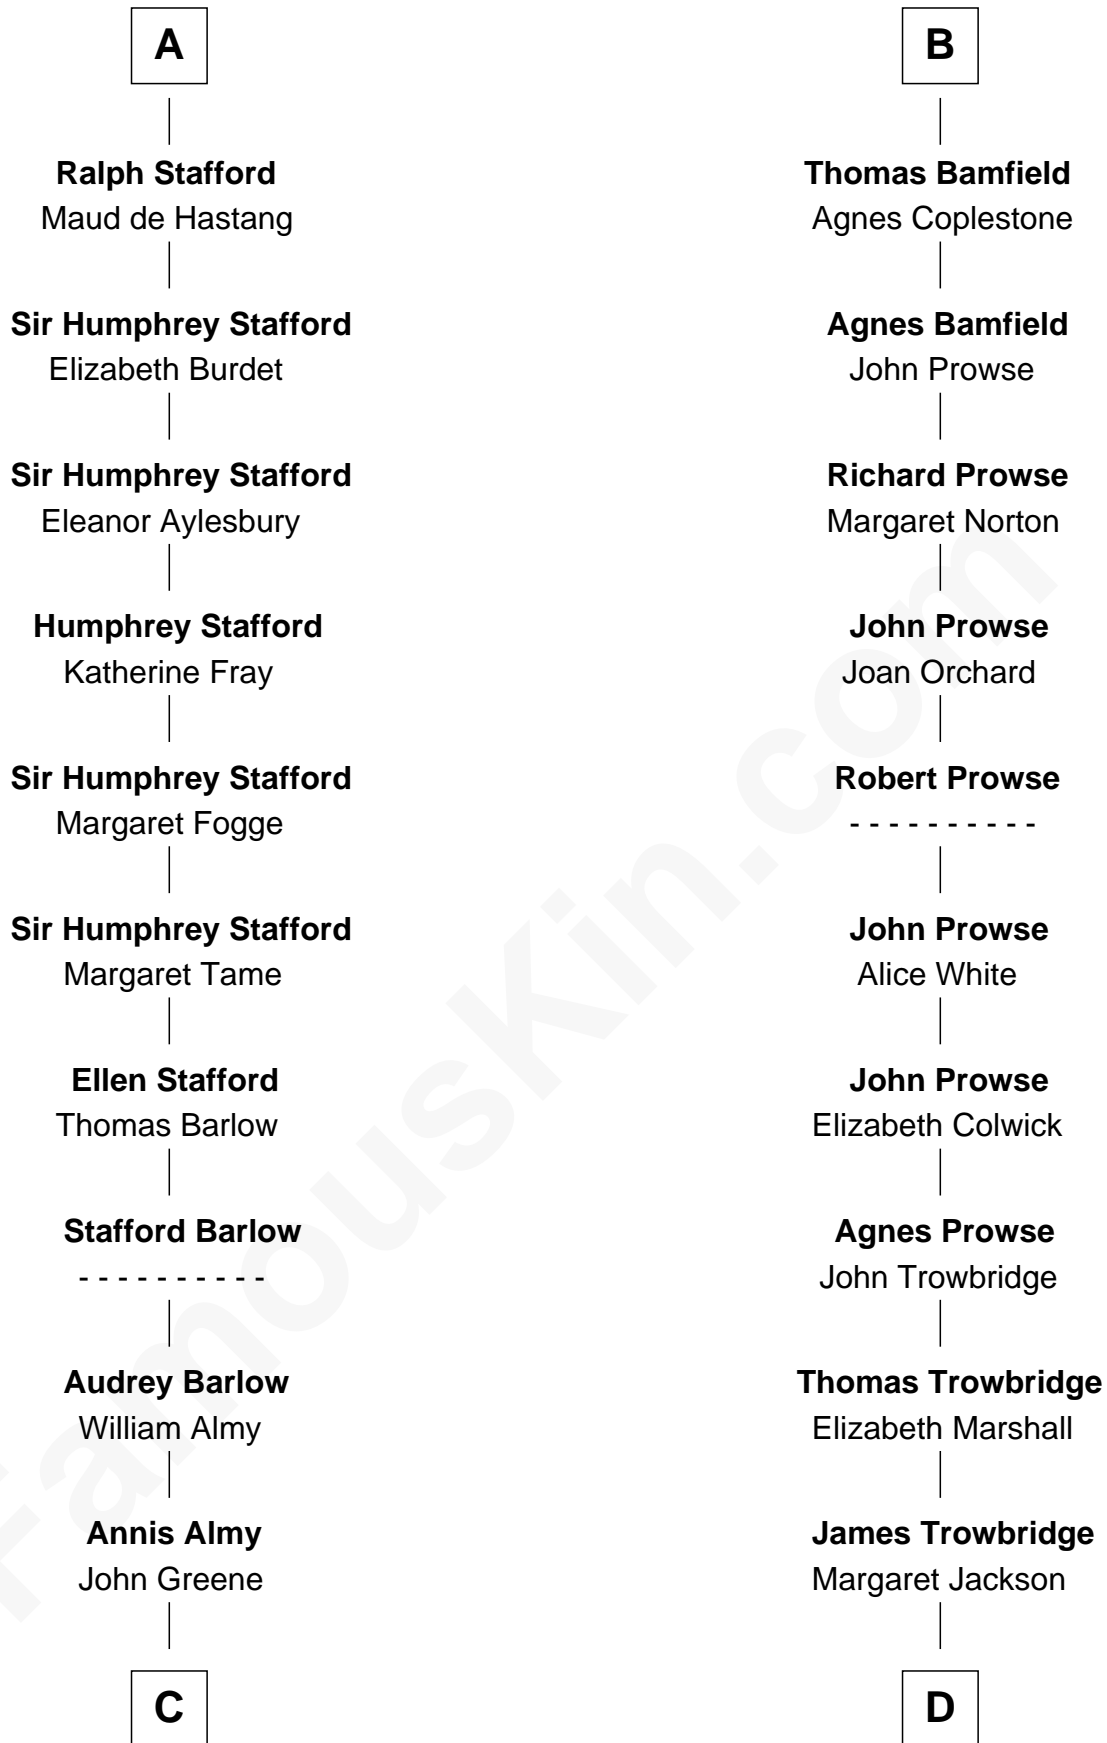 A
Ralph Stafford
Maud de Hastang
Sir Humphrey Stafford
Elizabeth Burdet
Sir Humphrey Stafford
Eleanor Aylesbury
Humphrey Stafford
Katherine Fray
Sir Humphrey Stafford
Margaret Fogge
Sir Humphrey Stafford
Margaret Tame
Ellen Stafford
Thomas Barlow
Stafford Barlow
- - - - - - - - - -
Audrey Barlow
William Almy
Annis Almy
John Greene
C
B
Thomas Bamfield
Agnes Coplestone
Agnes Bamfield
John Prowse
Richard Prowse
Margaret Norton
John Prowse
Joan Orchard
Robert Prowse
- - - - - - - - - -
John Prowse
Alice White
John Prowse
Elizabeth Colwick
Agnes Prowse
John Trowbridge
Thomas Trowbridge
Elizabeth Marshall
James Trowbridge
Margaret Jackson
D
FamousKin.com